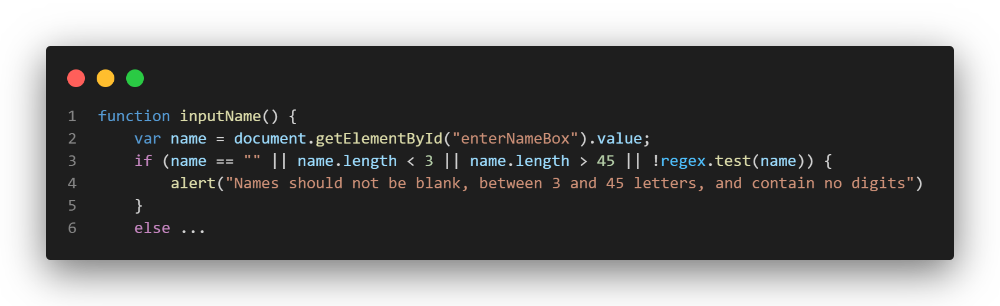 1 function inputName() {
2 var name = document.getElementById("enterNameBox").value;
3 if (name == "" || name.length < 3 || name.length > 45 || !regex.test(name)) {
4 alert("Names should not be blank, between 3 and 45 letters, and contain no digits")
5 }
6 else ...